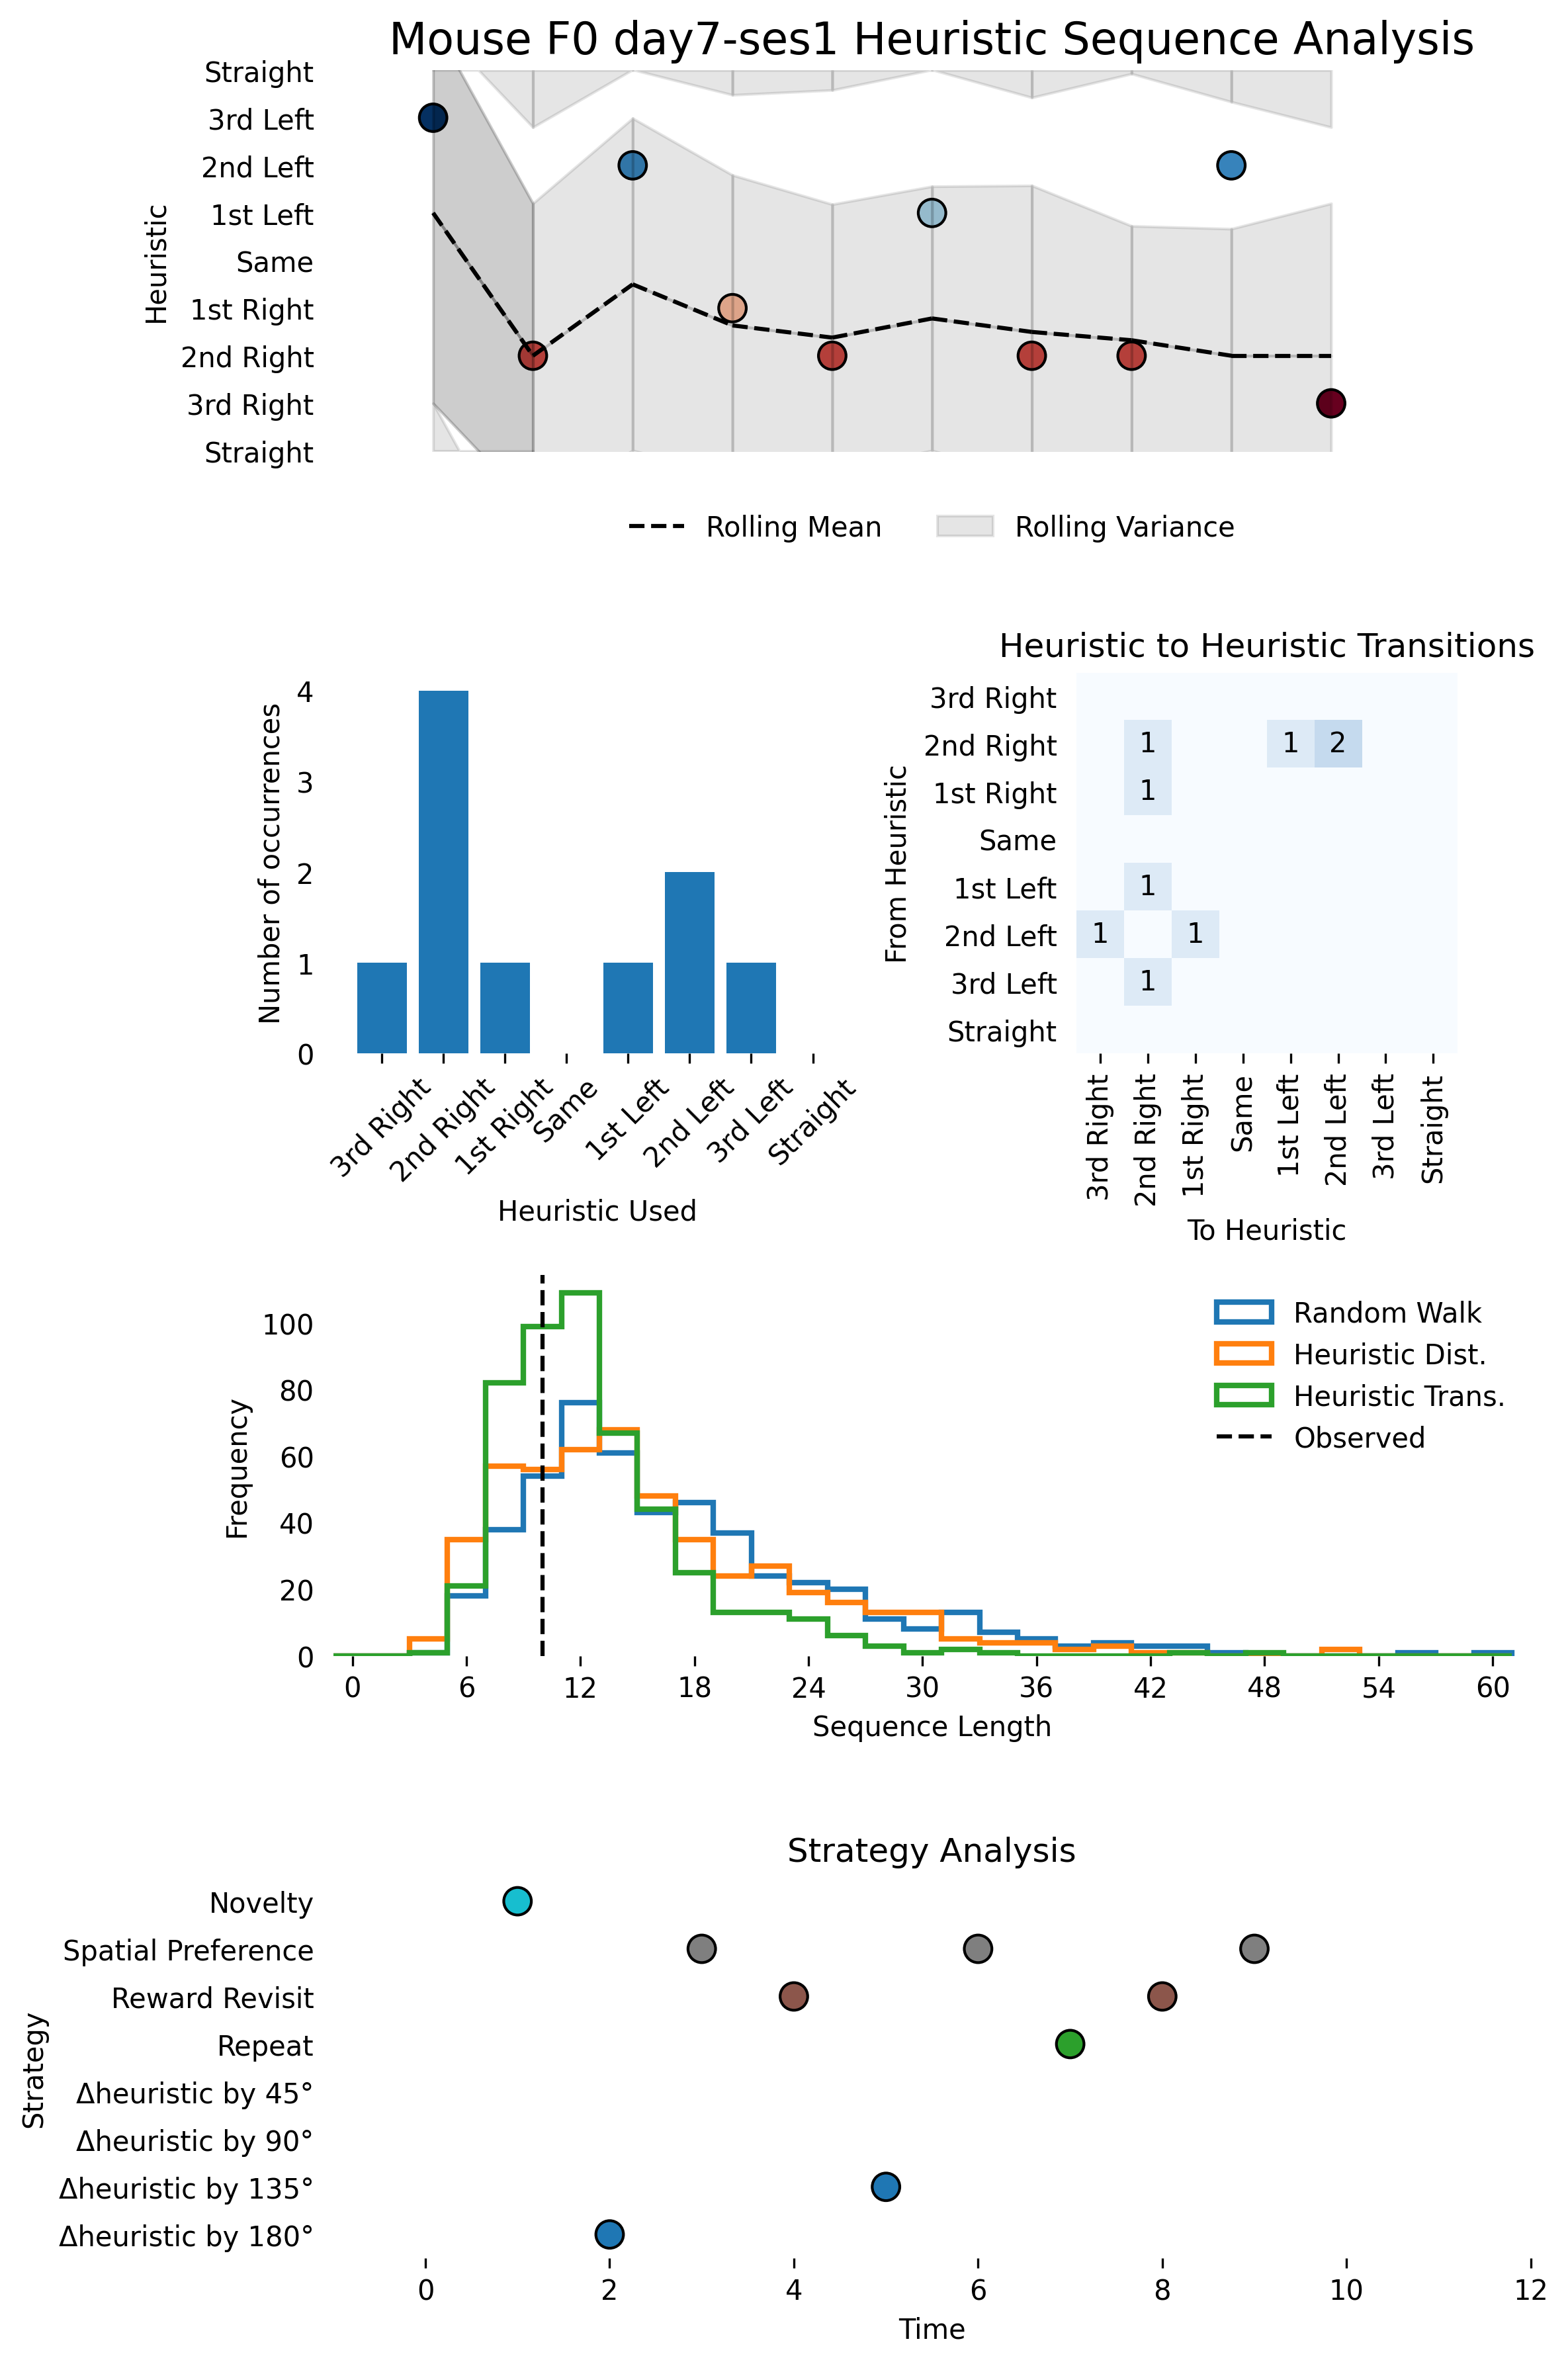 Mouse F0 day7-ses1 Heuristic Sequence Analysis
Straight
3rd Left
2nd Left
1st Left
Same
1st Right
2nd Right
3rd Right
Straight
Heuristic
Rolling Mean
Rolling Variance
4
3
2
1
0
Number of occurrences
3rd Right
2nd Right
1st Right
Same
1st Left
2nd Left
3rd Left
Straight
Heuristic Used
Heuristic to Heuristic Transitions
3rd Right
2nd Right
1st Right
Same
1st Left
2nd Left
3rd Left
Straight
From Heuristic
1 1 2
1
1
1 1
1
3rd Right
2nd Right
1st Right
Same
1st Left
2nd Left
3rd Left
Straight
To Heuristic
100
80
60
40
20
0
Frequency
Random Walk
Heuristic Dist.
Heuristic Trans.
Observed
0 6 12 18 24 30 36 42 48 54 60
Sequence Length
Strategy Analysis
Novelty
Spatial Preference
Reward Revisit
Repeat
Δheuristic by 45°
Δheuristic by 90°
Δheuristic by 135°
Δheuristic by 180°
Strategy
0 2 4 6 8 10 12
Time